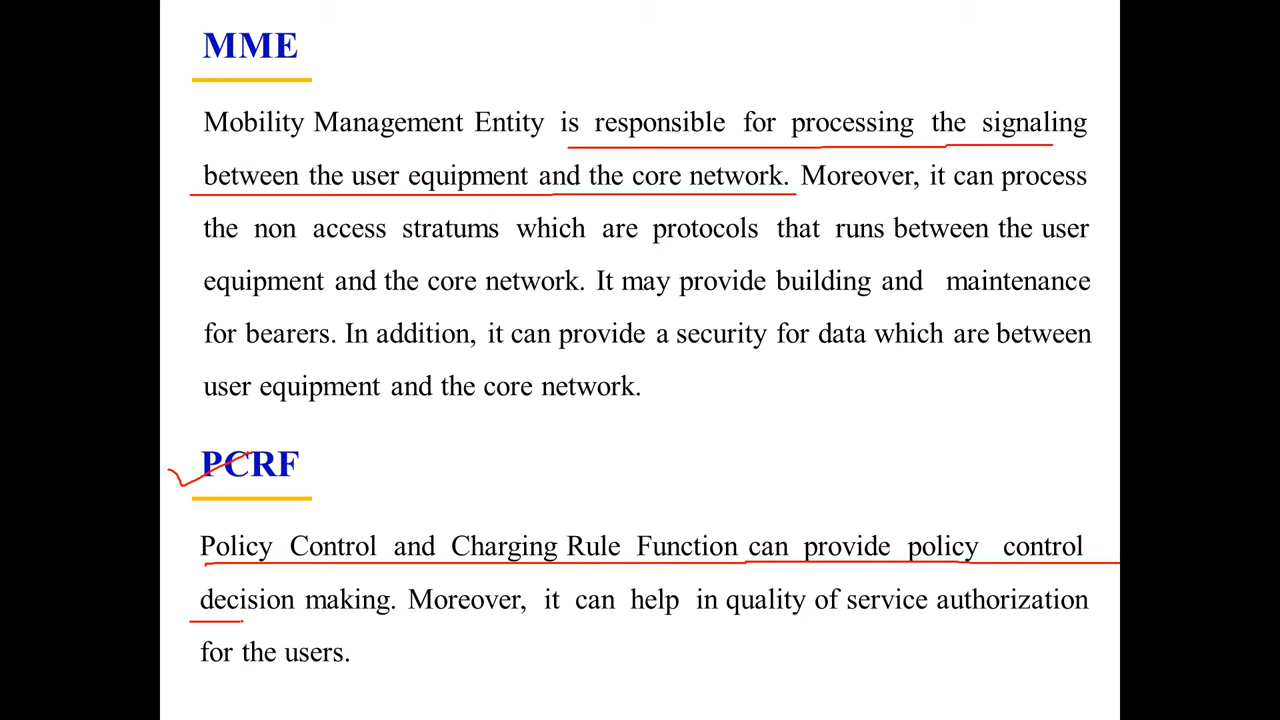 MME
Mobility Management Entity is responsible for processing the signaling
between the user equipment and the core network. Moreover, it can process
the non access stratums which are protocols that runs between the user
equipment and the core network. It may provide building and maintenance
for bearers. In addition, it can provide a security for data which are between
user equipment and the core network.
PCRF
Policy Control and Charging Rule Function can provide policy control
decision making. Moreover, it can help in quality of service authorization
for the users.